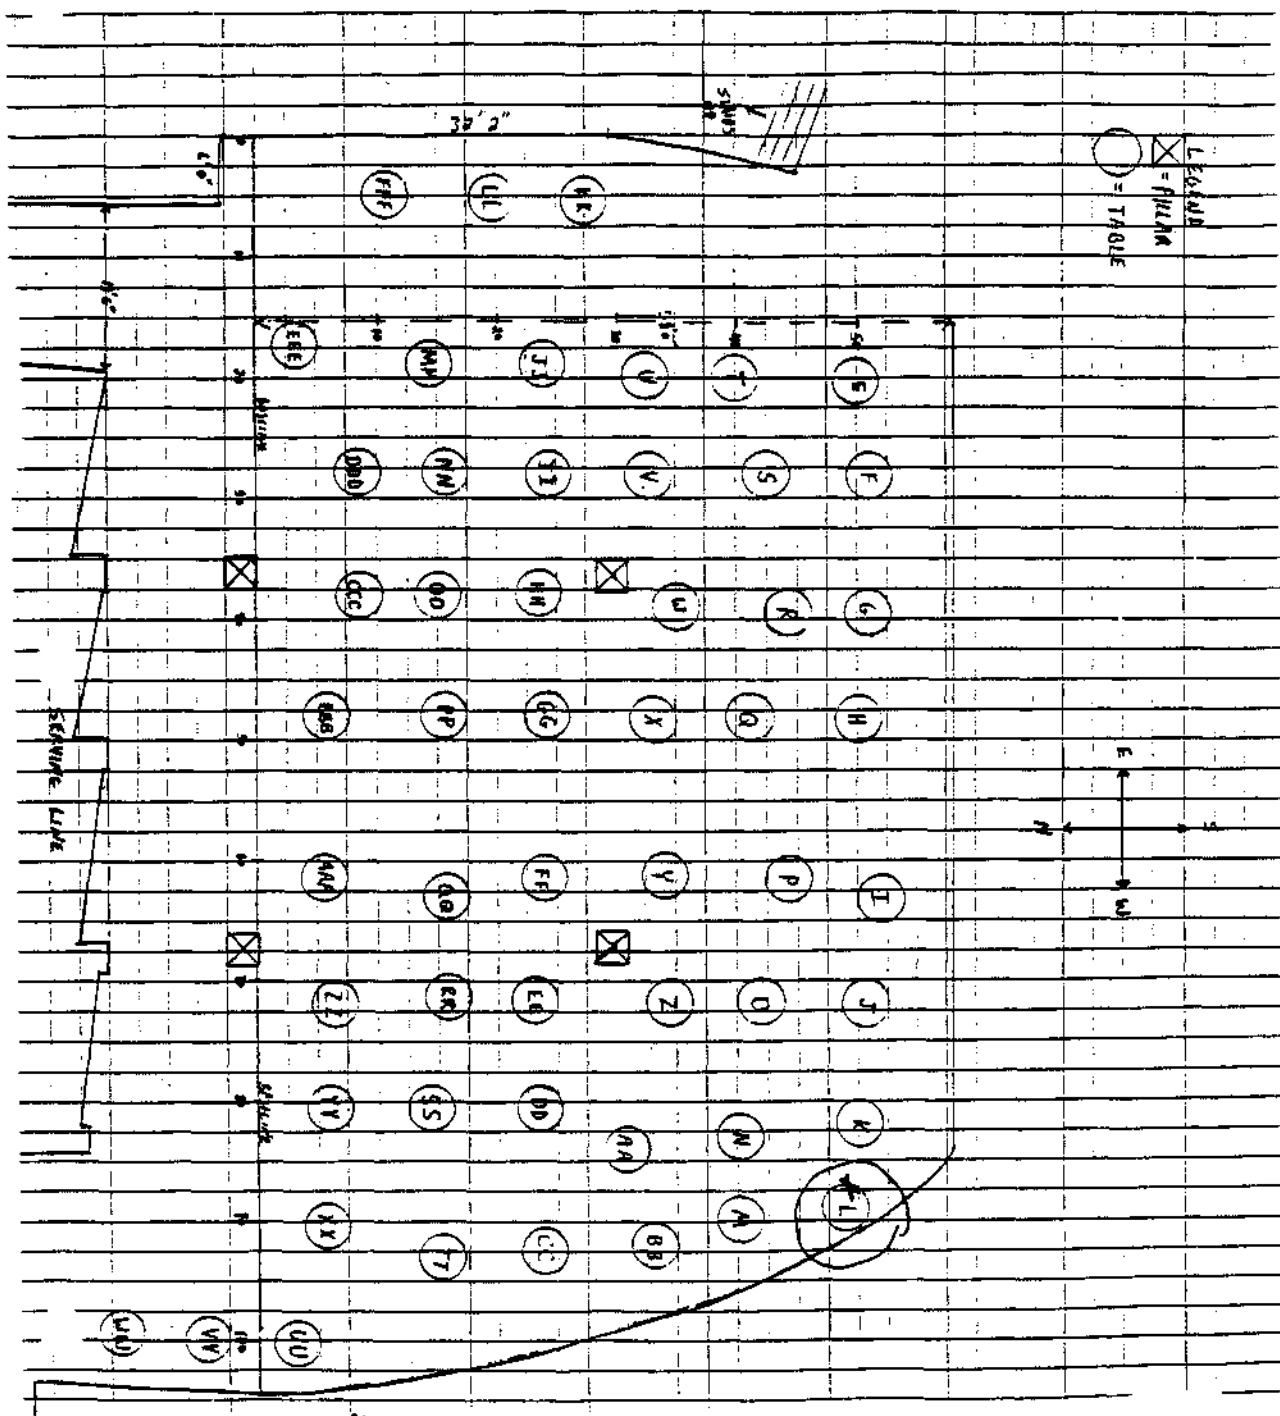 LEGEND
= PILLAR
= TABLE
STAIRS
UP
32' 2"
FFF
LL
KK
EEE
MM
JJ
U
T
E
DDD
NN
II
V
S
F
CCC
OO
HH
W
R
G
BBB
PP
GG
X
Q
H
SERVING LINE
E
N
S
W
AAA
QQ
FF
Y
P
I
ZZ
RR
EE
Z
O
J
YY
SS
DD
AA
N
K
XX
TT
CC
BB
M
L
WW
VV
UU